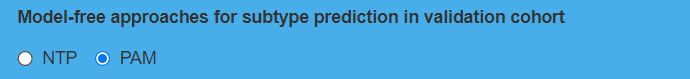 Model-free approaches for subtype prediction in validation cohort
NTP PAM